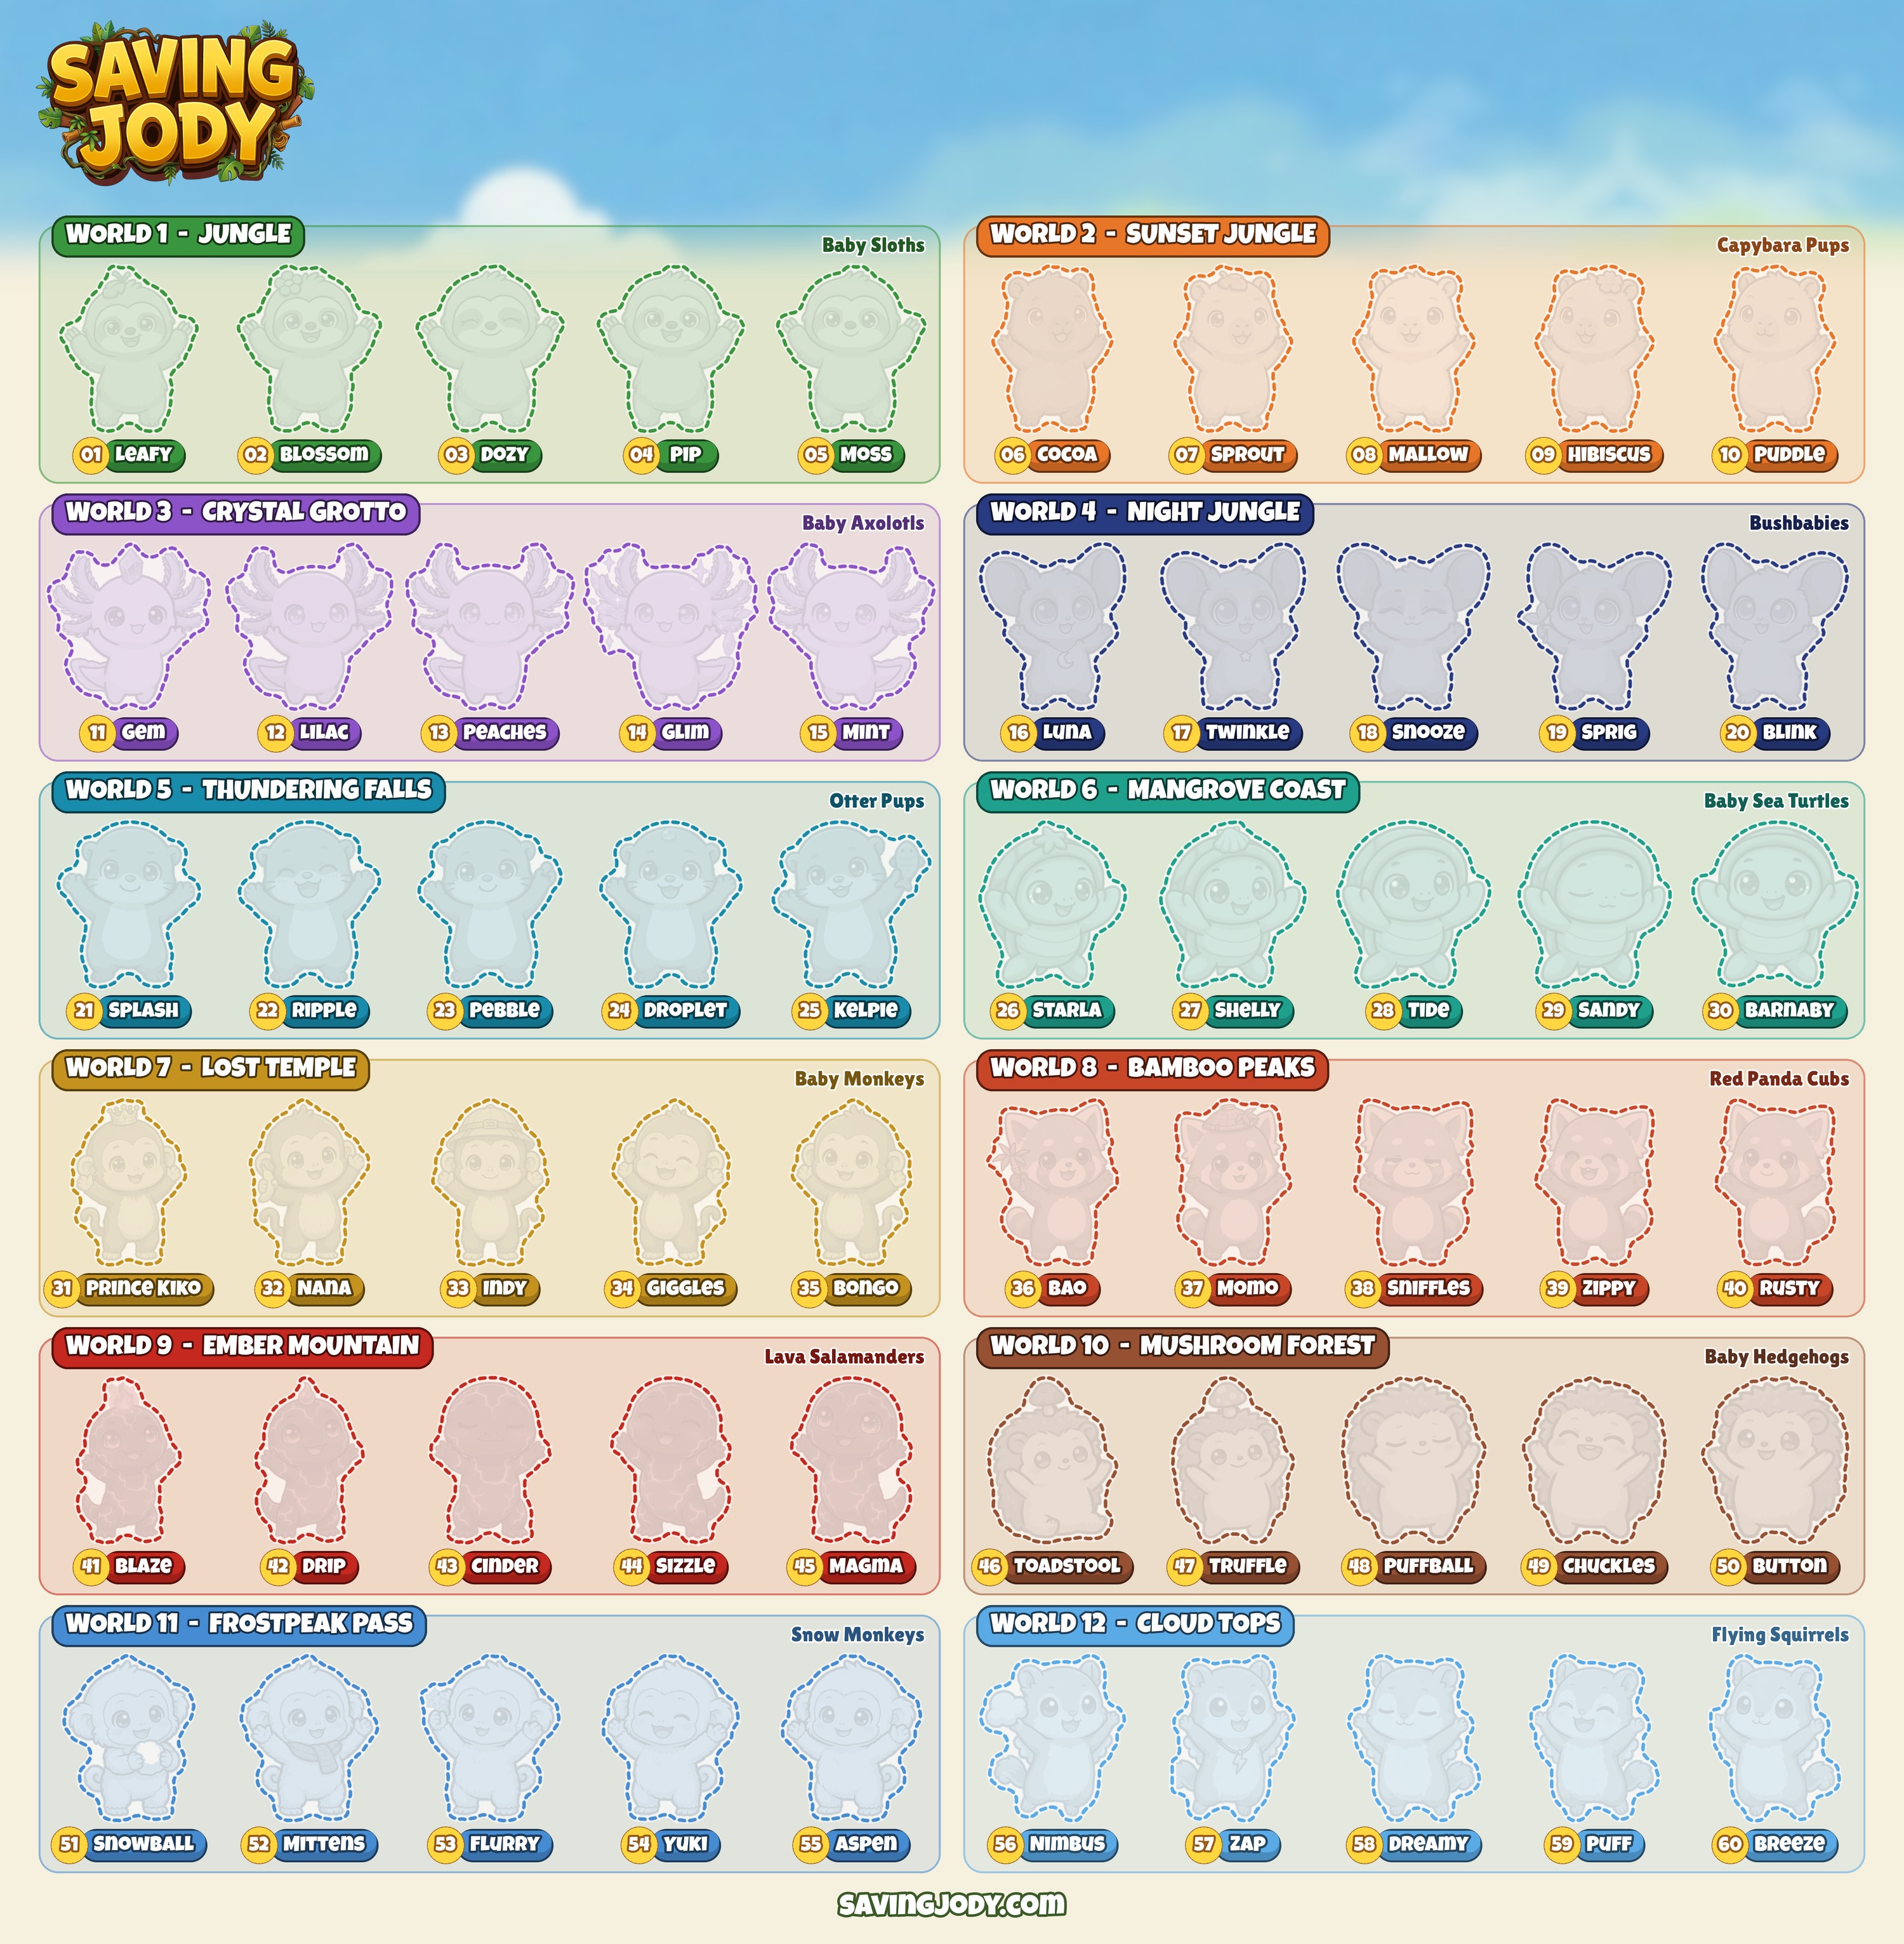 SAVING
JODY
WORLD 1 - JUNGLE
Baby Sloths
01 LEAFY
02 BLOSSOM
03 DOZY
04 PIP
05 MOSS
WORLD 2 - SUNSET JUNGLE
Capybara Pups
06 COCOA
07 SPROUT
08 MALLOW
09 HIBISCUS
10 PUDDLE
WORLD 3 - CRYSTAL GROTTO
Baby Axolotls
11 GEM
12 LILAC
13 PEACHES
14 GLIM
15 MINT
WORLD 4 - NIGHT JUNGLE
Bushbabies
16 LUNA
17 TWINKLE
18 SNOOZE
19 SPRIG
20 BLINK
WORLD 5 - THUNDERING FALLS
Otter Pups
21 SPLASH
22 RIPPLE
23 PEBBLE
24 DROPLET
25 KELPIE
WORLD 6 - MANGROVE COAST
Baby Sea Turtles
26 STARLA
27 SHELLY
28 TIDE
29 SANDY
30 BARNABY
WORLD 7 - LOST TEMPLE
Baby Monkeys
31 PRINCE KIKO
32 NANA
33 INDY
34 GIGGLES
35 BONGO
WORLD 8 - BAMBOO PEAKS
Red Panda Cubs
36 BAO
37 MOMO
38 SNIFFLES
39 ZIPPY
40 RUSTY
WORLD 9 - EMBER MOUNTAIN
Lava Salamanders
41 BLAZE
42 DRIP
43 CINDER
44 SIZZLE
45 MAGMA
WORLD 10 - MUSHROOM FOREST
Baby Hedgehogs
46 TOADSTOOL
47 TRUFFLE
48 PUFFBALL
49 CHUCKLES
50 BUTTON
WORLD 11 - FROSTPEAK PASS
Snow Monkeys
51 SNOWBALL
52 MITTENS
53 FLURRY
54 YUKI
55 ASPEN
WORLD 12 - CLOUD TOPS
Flying Squirrels
56 NIMBUS
57 ZAP
58 DREAMY
59 PUFF
60 BREEZE
SAVINGJODY.COM